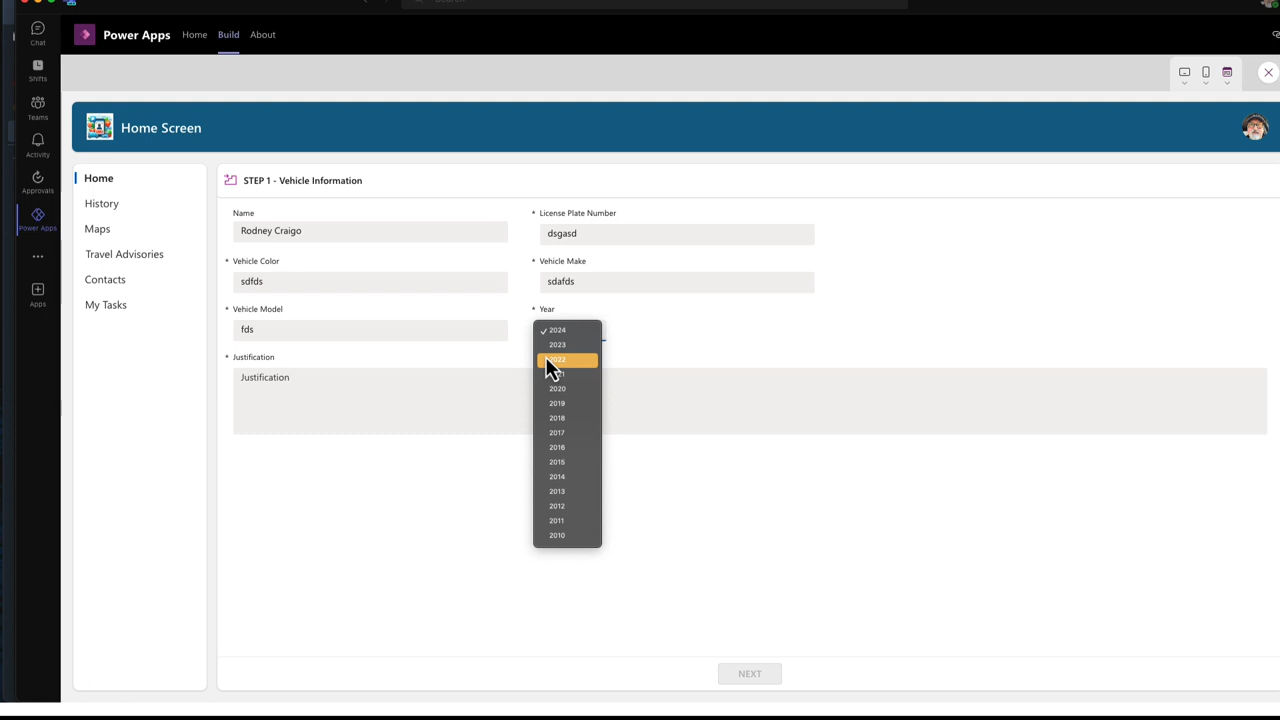 Search
Chat
Shifts
Teams
Activity
Approvals
Power Apps
Apps
Power Apps
Home
Build
About
Home Screen
Home
History
Maps
Travel Advisories
Contacts
My Tasks
STEP 1 - Vehicle Information
Name
Rodney Craigo
* License Plate Number
dsgasd
* Vehicle Color
sdfds
* Vehicle Make
sdafds
* Vehicle Model
fds
* Year
2024
2023
2022
2020
2019
2018
2017
2016
2015
2014
2013
2012
2011
2010
* Justification
Justification
NEXT